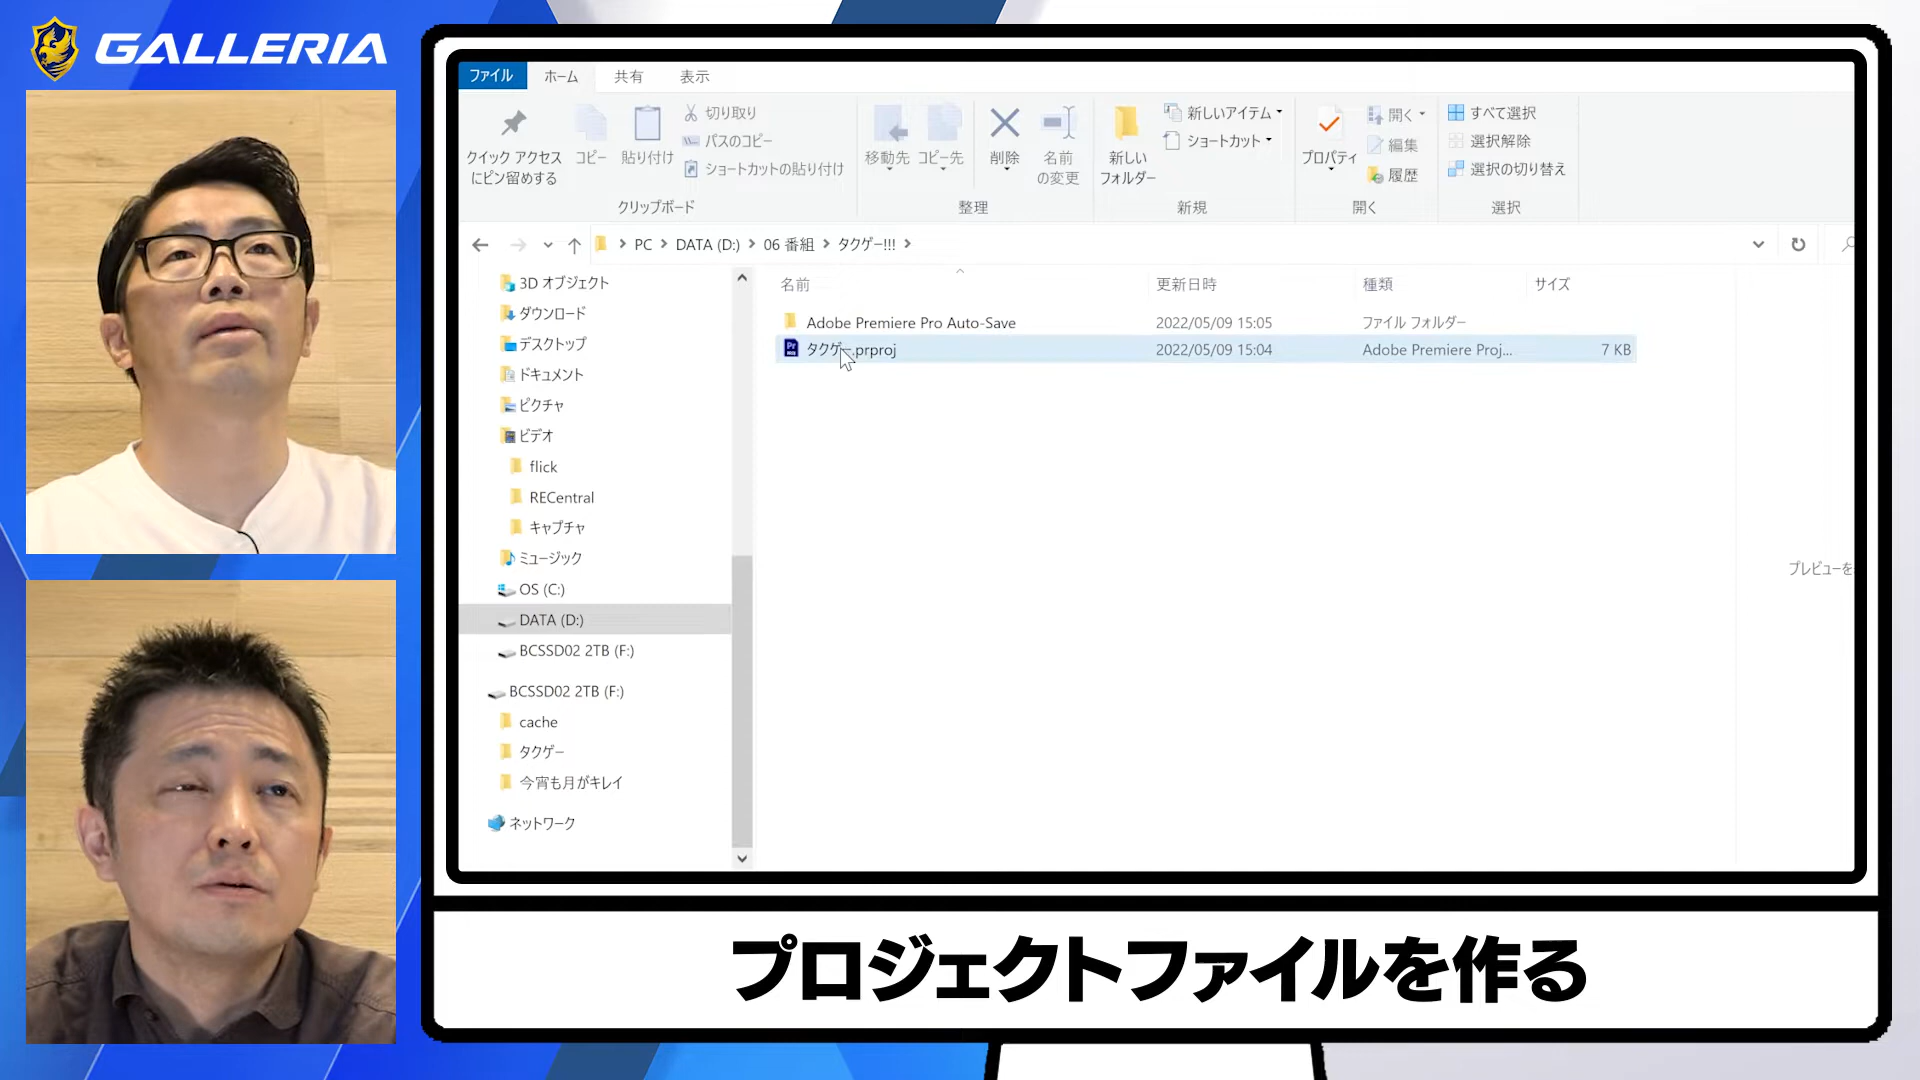 GALLERIA
ファイル ホーム 共有 表示
クイック アクセス
にピン留めする
コピー
貼り付け
切り取り
パスのコピー
ショートカットの貼り付け
クリップボード
移動先
コピー先
削除
名前
の変更
整理
新しい
フォルダー
新しいアイテム
ショートカット
新規
プロパティ
開く
編集
履歴
開く
すべて選択
選択解除
選択の切り替え
選択
PC DATA (D:) 06 番組 タクゲー!!!
3D オブジェクト
ダウンロード
デスクトップ
ドキュメント
ピクチャ
ビデオ
flick
RECentral
キャプチャ
ミュージック
OS (C:)
DATA (D:)
BCSSD02 2TB (F:)
BCSSD02 2TB (F:)
cache
タクゲー
今宵も月がキレイ
ネットワーク
名前 更新日時 種類 サイズ
Adobe Premiere Pro Auto-Save 2022/05/09 15:05 ファイル フォルダー
タクゲー.prproj 2022/05/09 15:04 Adobe Premiere Proj... 7 KB
プレビューを
プロジェクトファイルを作る